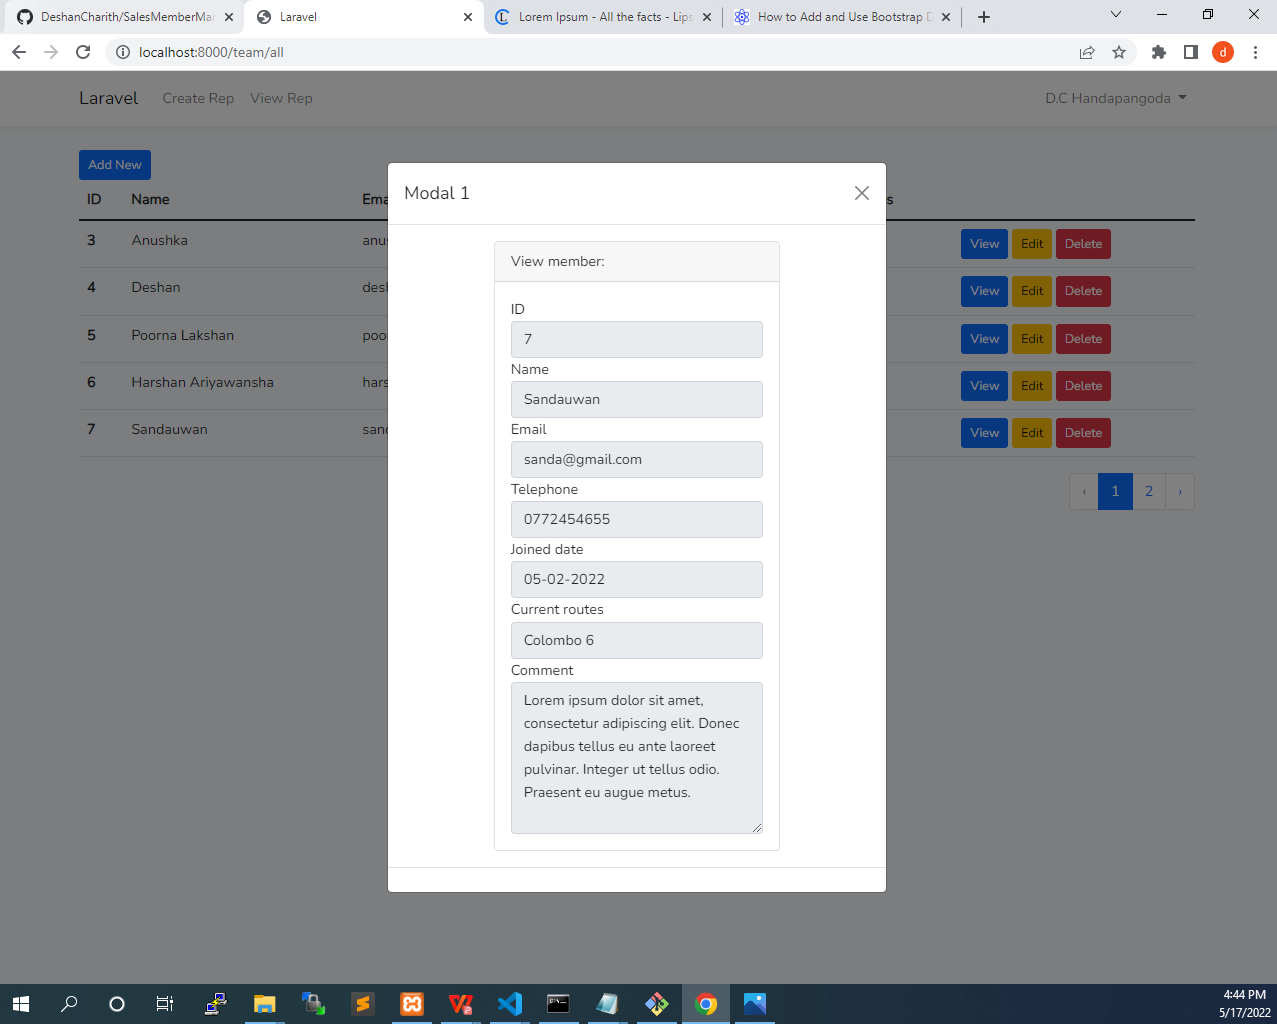 DeshanCharith/SalesMemberMar
Laravel
Lorem Ipsum - All the facts - Lips
How to Add and Use Bootstrap D
localhost:8000/team/all
d
Laravel Create Rep View Rep D.C Handapangoda
Add New
ID Name Ema s
3 Anushka anus View Edit Delete
4 Deshan desh View Edit Delete
5 Poorna Lakshan poor View Edit Delete
6 Harshan Ariyawansha hars View Edit Delete
7 Sandauwan sand View Edit Delete
‹ 1 2 ›
Modal 1
View member:
ID
7
Name
Sandauwan
Email
sanda@gmail.com
Telephone
0772454655
Joined date
05-02-2022
Current routes
Colombo 6
Comment
Lorem ipsum dolor sit amet,
consectetur adipiscing elit. Donec
dapibus tellus eu ante laoreet
pulvinar. Integer ut tellus odio.
Praesent eu augue metus.
4:44 PM
5/17/2022